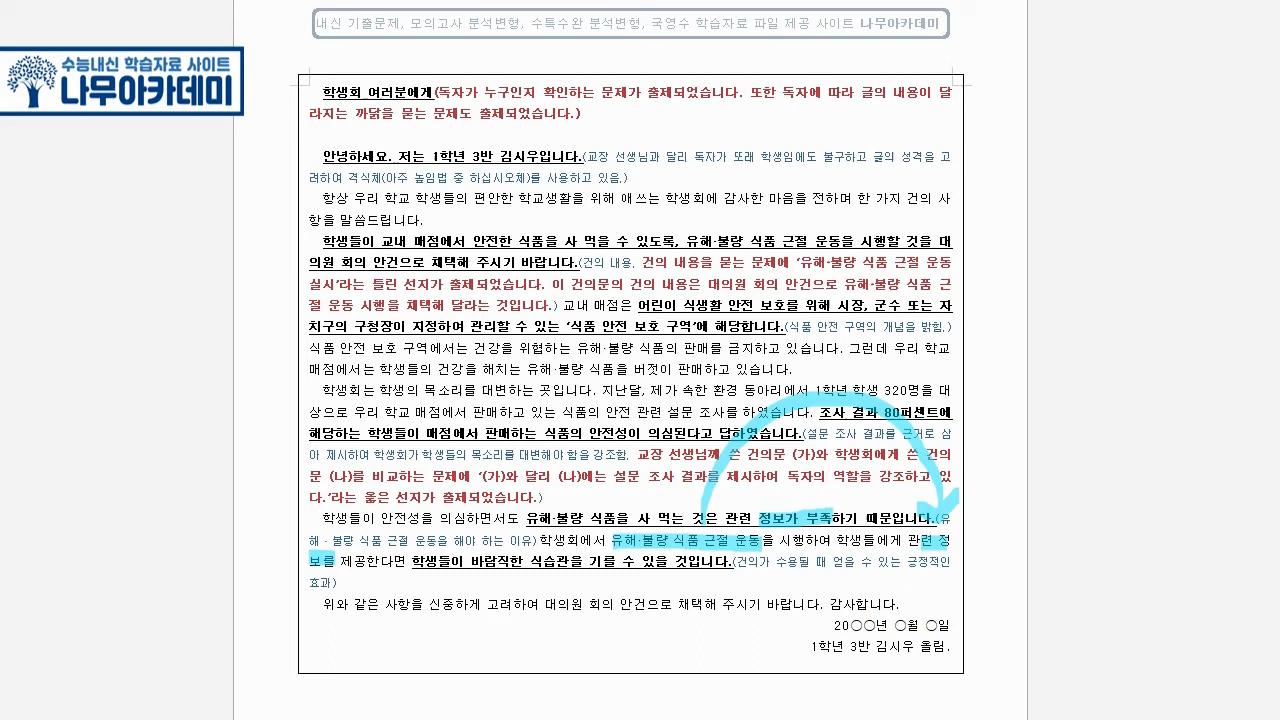 내신 기출문제, 모의고사 분석변형, 수특수완 분석변형, 국영수 학습자료 파일 제공 사이트 나무아카데미
수능내신 학습자료 사이트
나무아카데미
학생회 여러분에게(독자가 누구인지 확인하는 문제가 출제되었습니다. 또한 독자에 따라 글의 내용이 달
라지는 까닭을 묻는 문제도 출제되었습니다.)
안녕하세요. 저는 1학년 3반 김시우입니다.(교장 선생님과 달리 독자가 또래 학생임에도 불구하고 글의 성격을 고
려하여 격식체(아주 높임법 중 하십시오체)를 사용하고 있음.)
항상 우리 학교 학생들의 편안한 학교생활을 위해 애쓰는 학생회에 감사한 마음을 전하며 한 가지 건의 사
항을 말씀드립니다.
학생들이 교내 매점에서 안전한 식품을 사 먹을 수 있도록, 유해·불량 식품 근절 운동을 시행할 것을 대
의원 회의 안건으로 채택해 주시기 바랍니다.(건의 내용. 건의 내용을 묻는 문제에 '유해·불량 식품 근절 운동
실시'라는 틀린 선지가 출제되었습니다. 이 건의문의 건의 내용은 대의원 회의 안건으로 유해·불량 식품 근
절 운동 시행을 채택해 달라는 것입니다.) 교내 매점은 어린이 식생활 안전 보호를 위해 시장, 군수 또는 자
치구의 구청장이 지정하여 관리할 수 있는 '식품 안전 보호 구역'에 해당합니다.(식품 안전 구역의 개념을 밝힘.)
식품 안전 보호 구역에서는 건강을 위협하는 유해·불량 식품의 판매를 금지하고 있습니다. 그런데 우리 학교
매점에서는 학생들의 건강을 해치는 유해·불량 식품을 버젓이 판매하고 있습니다.
학생회는 학생의 목소리를 대변하는 곳입니다. 지난달, 제가 속한 환경 동아리에서 1학년 학생 320명을 대
상으로 우리 학교 매점에서 판매하고 있는 식품의 안전 관련 설문 조사를 하였습니다. 조사 결과 80퍼센트에
해당하는 학생들이 매점에서 판매하는 식품의 안전성이 의심된다고 답하였습니다.(설문 조사 결과를 근거로 삼
아 제시하여 학생회가 학생들의 목소리를 대변해야 함을 강조함. 교장 선생님께 쓴 건의문 (가)와 학생회에게 쓴 건의
문 (나)를 비교하는 문제에 '(가)와 달리 (나)에는 설문 조사 결과를 제시하여 독자의 역할을 강조하고 있
다.'라는 옳은 선지가 출제되었습니다.)
학생들이 안전성을 의심하면서도 유해·불량 식품을 사 먹는 것은 관련 정보가 부족하기 때문입니다.(유
해·불량 식품 근절 운동을 해야 하는 이유) 학생회에서 유해·불량 식품 근절 운동을 시행하여 학생들에게 관련 정
보를 제공한다면 학생들이 바람직한 식습관을 기를 수 있을 것입니다.(건의가 수용될 때 얻을 수 있는 긍정적인
효과)
위와 같은 사항을 신중하게 고려하여 대의원 회의 안건으로 채택해 주시기 바랍니다. 감사합니다.
20○○년 ○월 ○일
1학년 3반 김시우 올림.